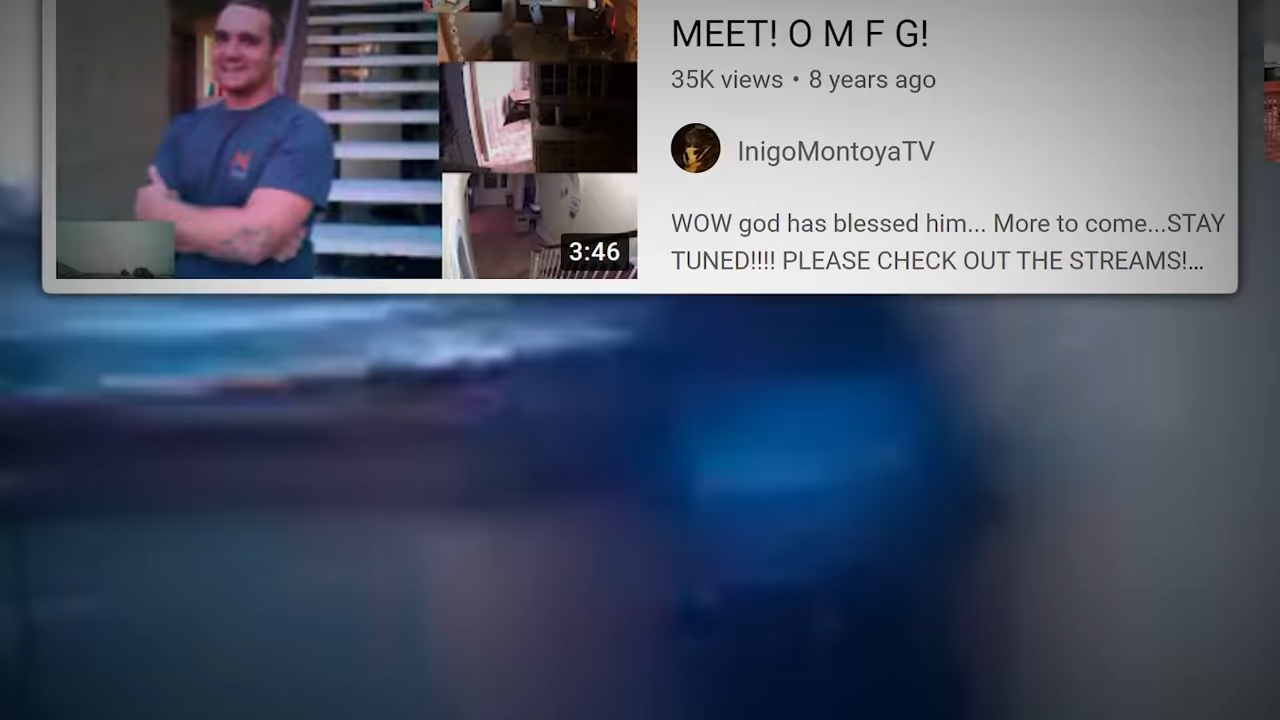 MEET! O M F G!
35K views • 8 years ago
InigoMontoyaTV
WOW god has blessed him... More to come...STAY
TUNED!!!! PLEASE CHECK OUT THE STREAMS!...
3:46